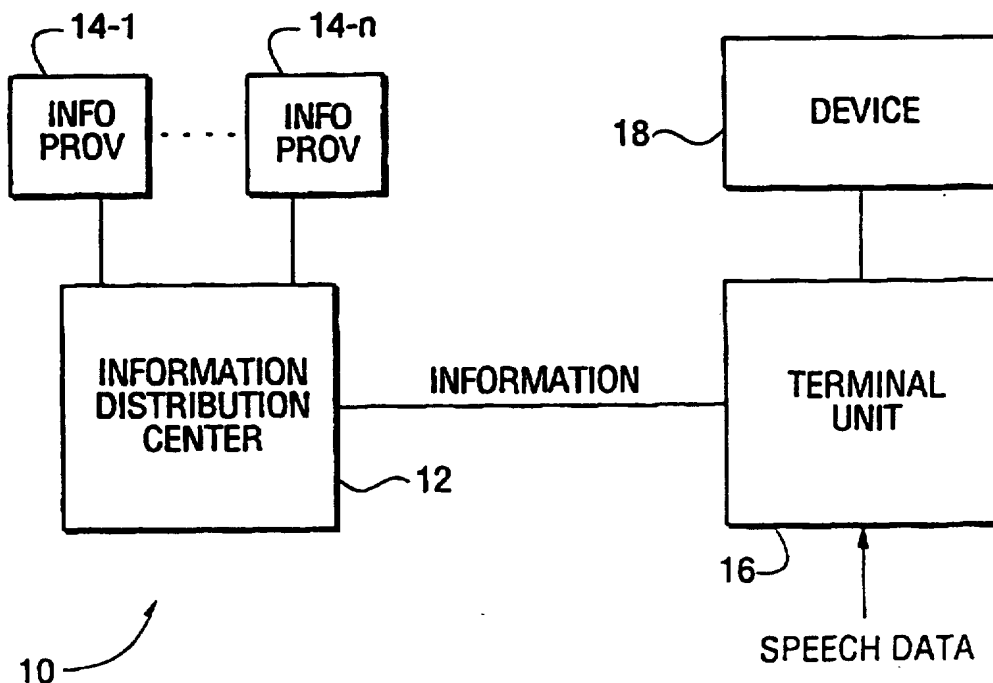 14-1
14-n
INFO
PROV
INFO
PROV
DEVICE
18
INFORMATION
DISTRIBUTION
CENTER
INFORMATION
TERMINAL
UNIT
12
16
10
SPEECH DATA